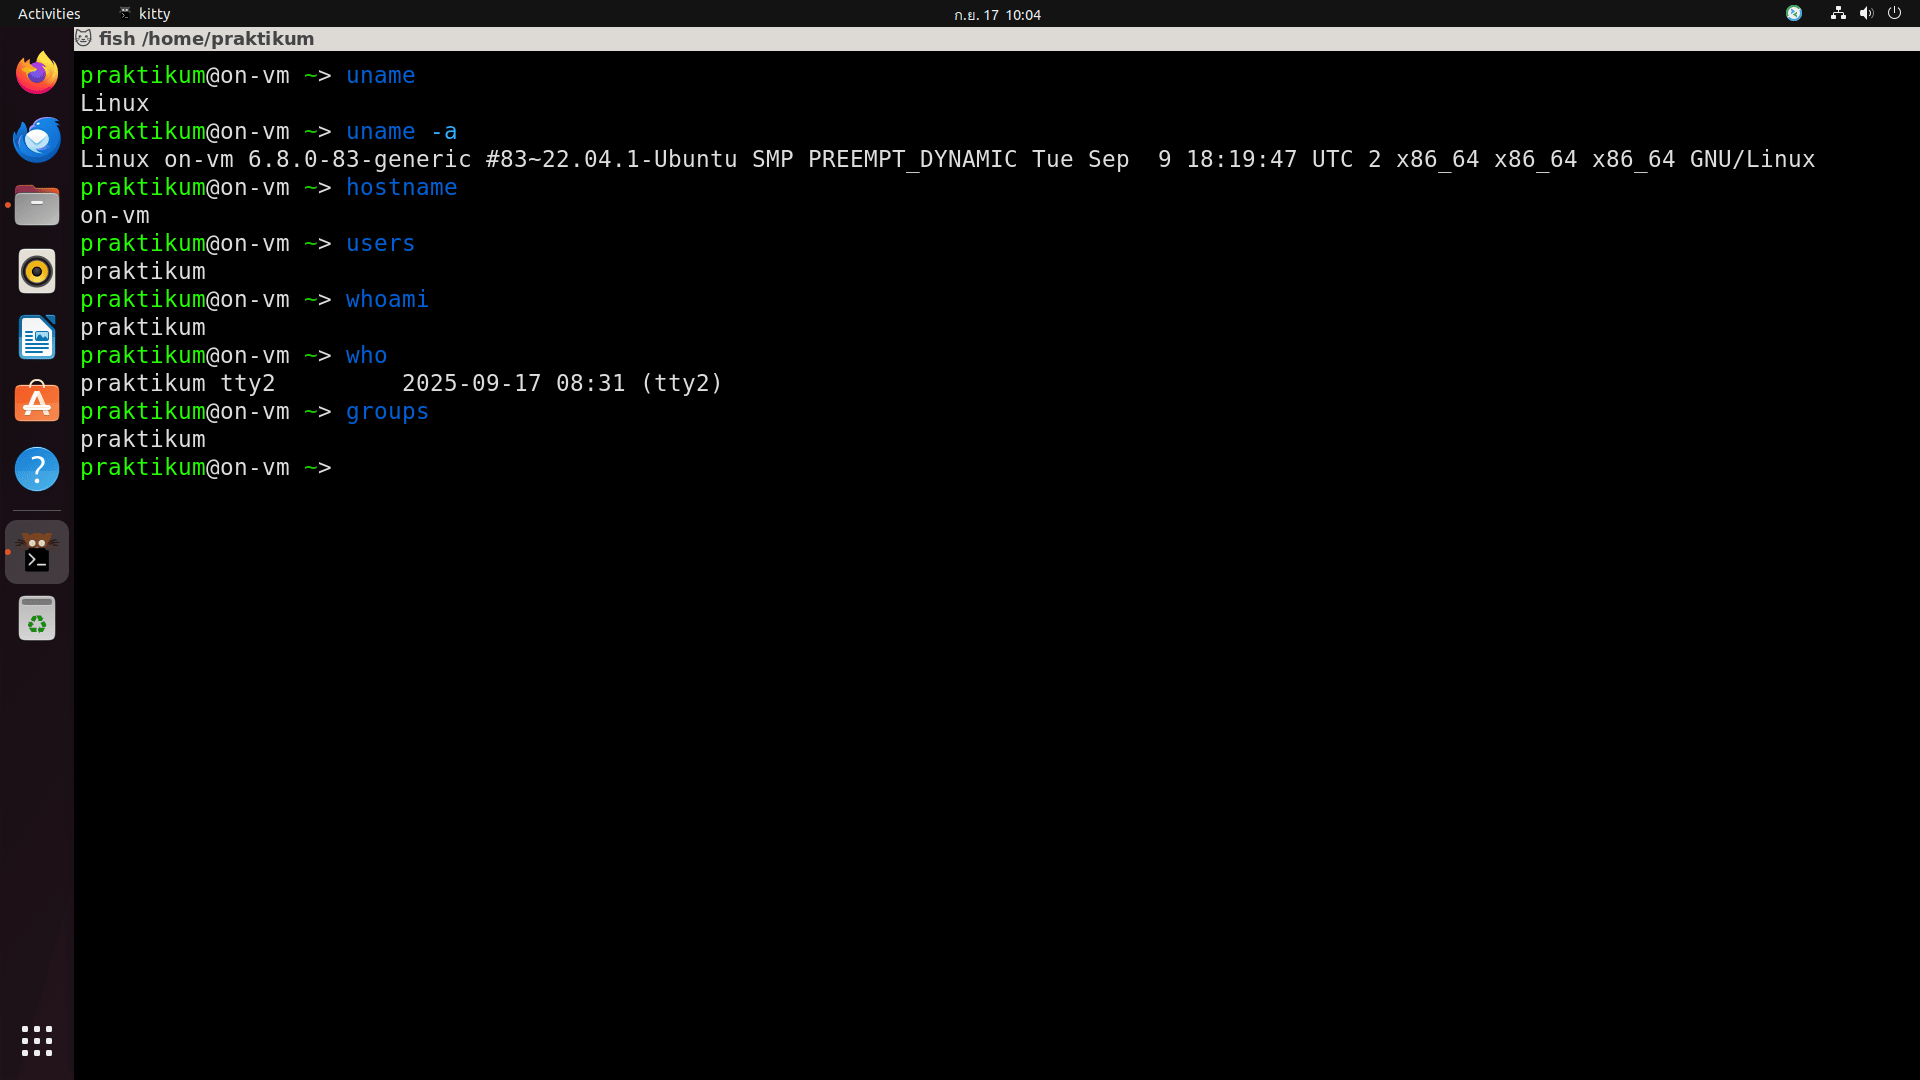 Activities kitty ก.ย. 17 10:04
fish /home/praktikum
praktikum@on-vm ~> uname
Linux
praktikum@on-vm ~> uname -a
Linux on-vm 6.8.0-83-generic #83~22.04.1-Ubuntu SMP PREEMPT_DYNAMIC Tue Sep  9 18:19:47 UTC 2 x86_64 x86_64 x86_64 GNU/Linux
praktikum@on-vm ~> hostname
on-vm
praktikum@on-vm ~> users
praktikum
praktikum@on-vm ~> whoami
praktikum
praktikum@on-vm ~> who
praktikum tty2         2025-09-17 08:31 (tty2)
praktikum@on-vm ~> groups
praktikum
praktikum@on-vm ~>